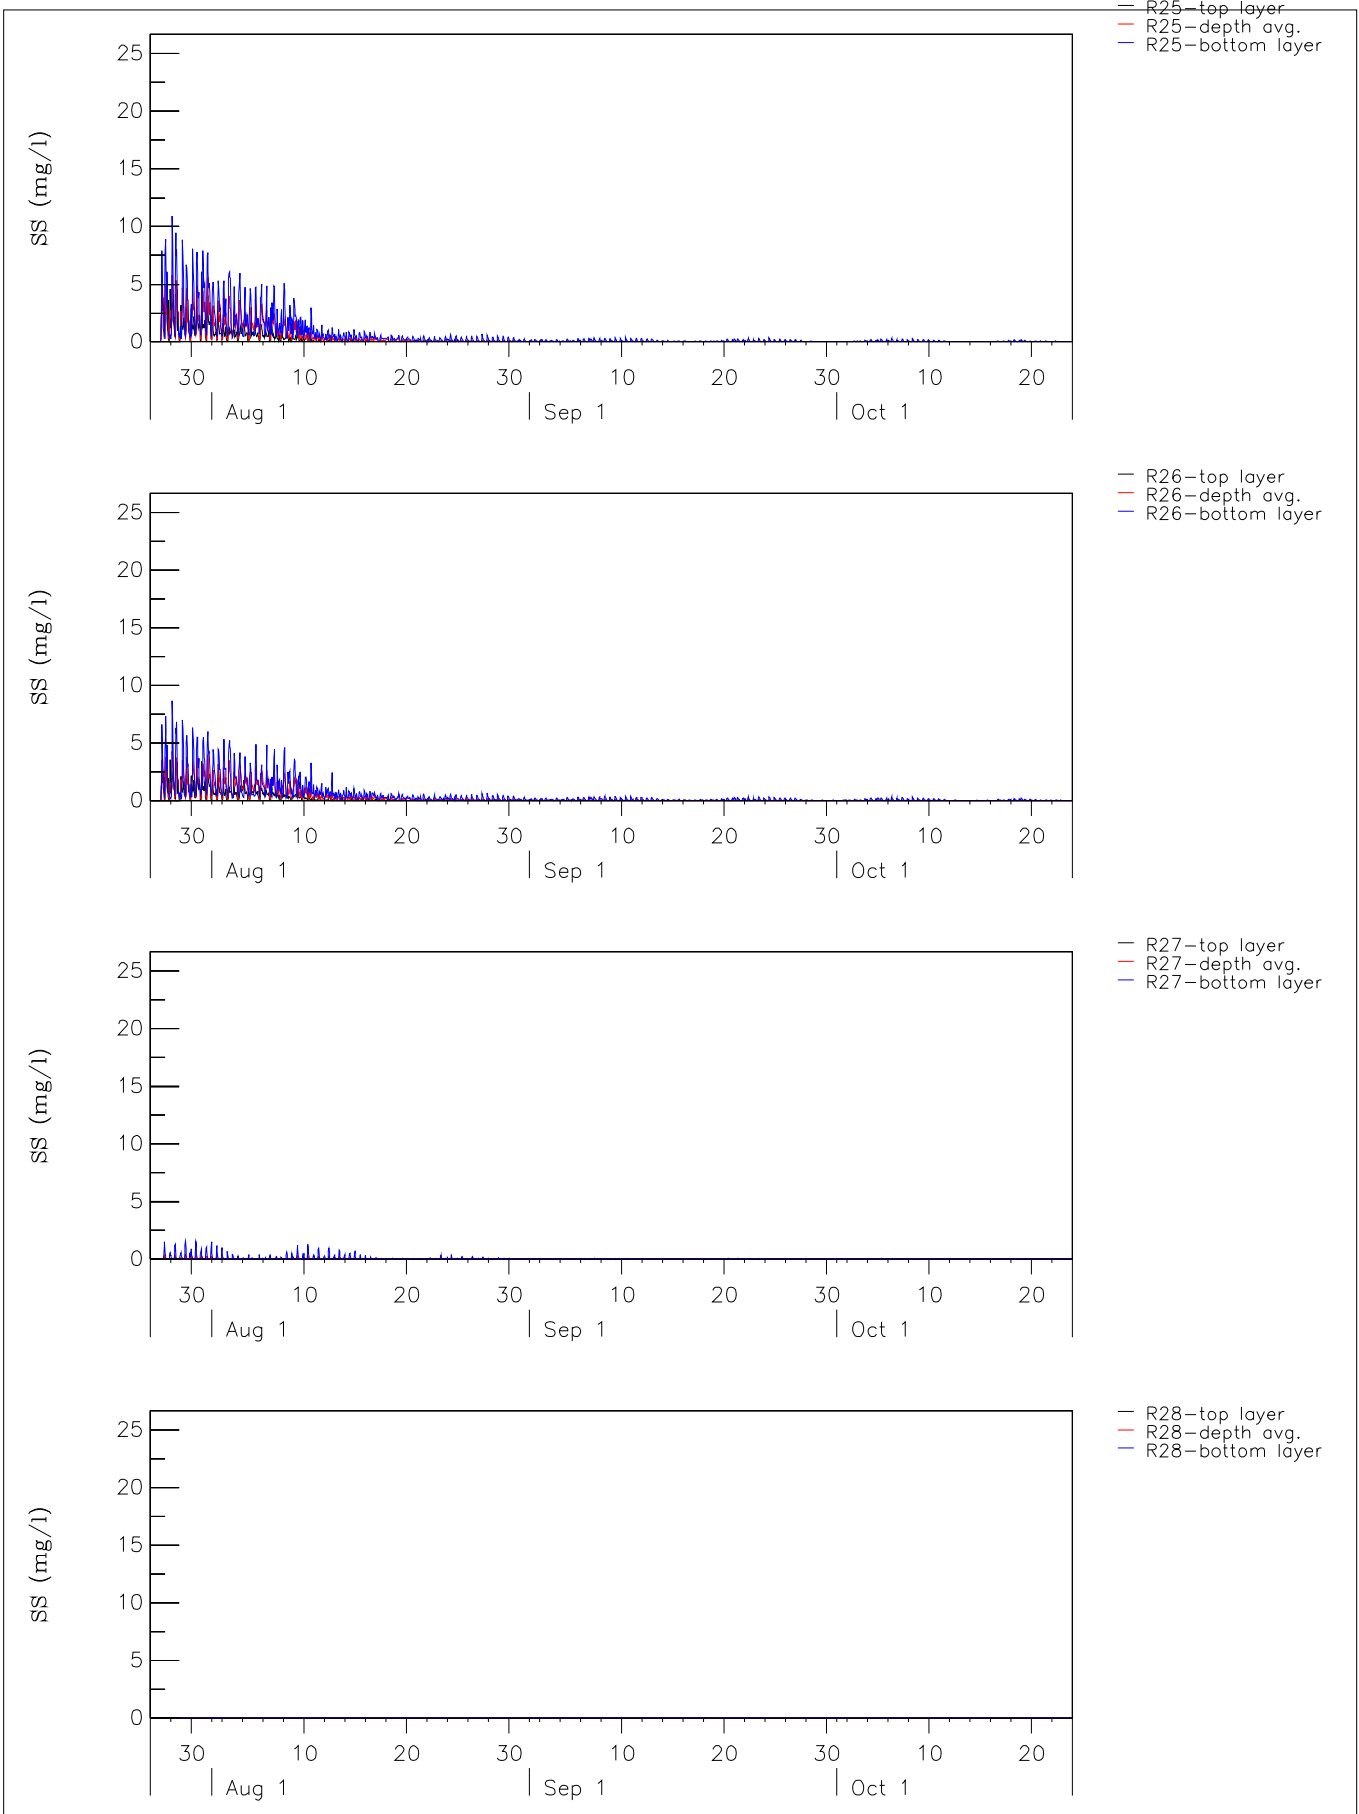 R25-top layer
R25-depth avg.
R25-bottom layer
25
20
15
10
5
0
SS (mg/l)
30 10 20 30 10 20 30 10 20
Aug 1 Sep 1 Oct 1
R26-top layer
R26-depth avg.
R26-bottom layer
25
20
15
10
5
0
SS (mg/l)
30 10 20 30 10 20 30 10 20
Aug 1 Sep 1 Oct 1
R27-top layer
R27-depth avg.
R27-bottom layer
25
20
15
10
5
0
SS (mg/l)
30 10 20 30 10 20 30 10 20
Aug 1 Sep 1 Oct 1
R28-top layer
R28-depth avg.
R28-bottom layer
25
20
15
10
5
0
SS (mg/l)
30 10 20 30 10 20 30 10 20
Aug 1 Sep 1 Oct 1